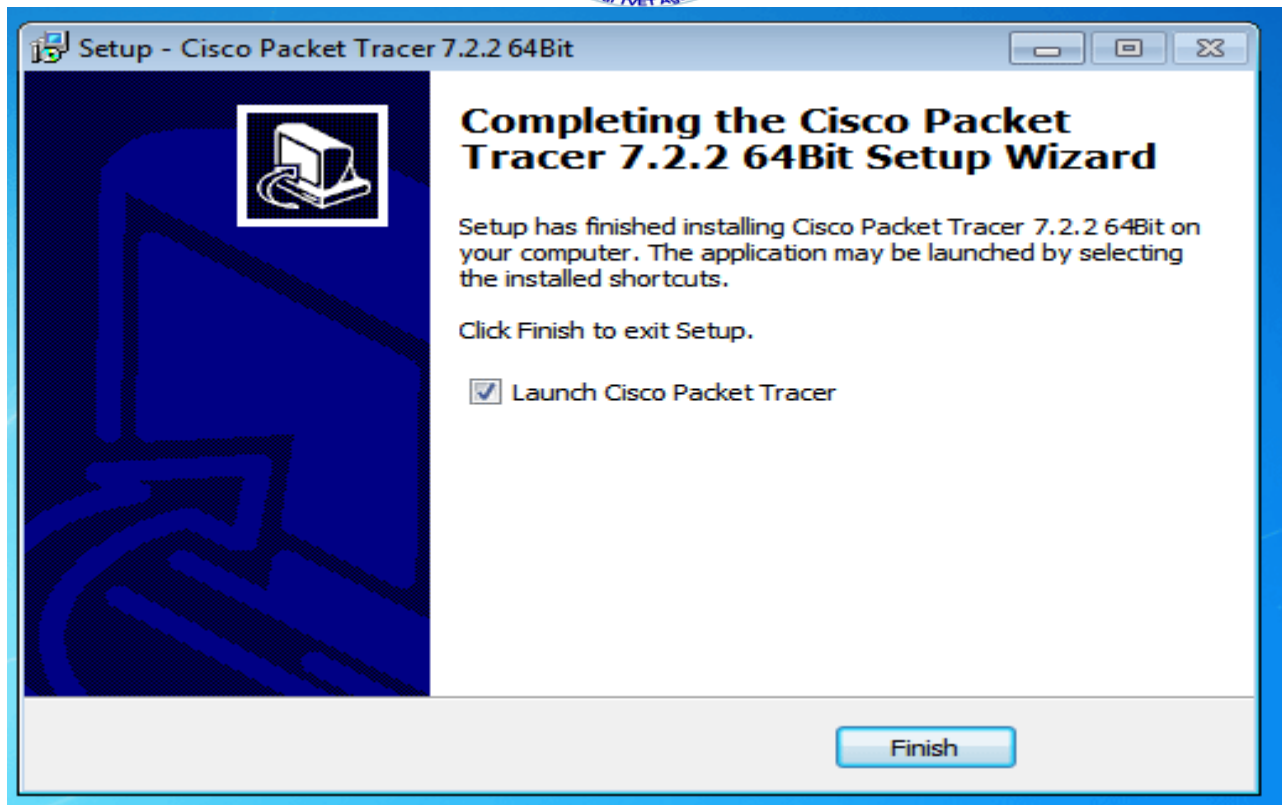 TVET Ag
Setup - Cisco Packet Tracer 7.2.2 64Bit
Completing the Cisco Packet
Tracer 7.2.2 64Bit Setup Wizard
Setup has finished installing Cisco Packet Tracer 7.2.2 64Bit on
your computer. The application may be launched by selecting
the installed shortcuts.
Click Finish to exit Setup.
Launch Cisco Packet Tracer
Finish